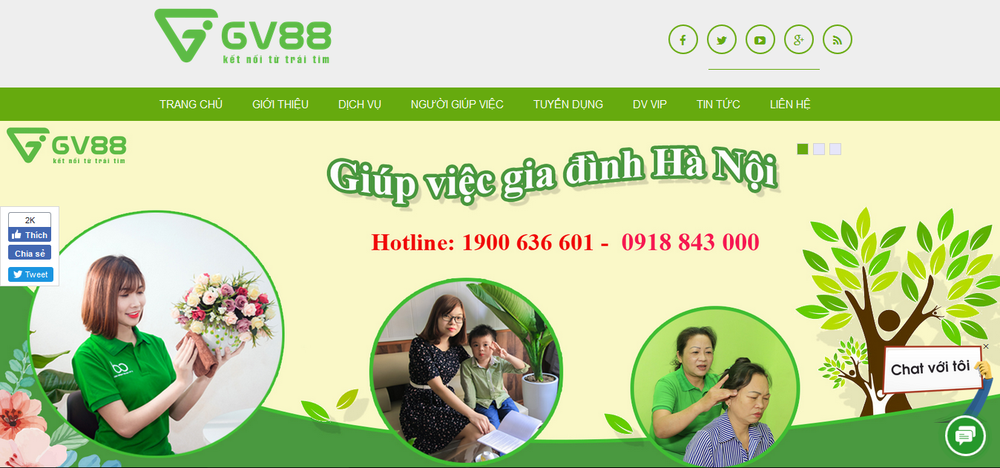 GV88
kết nối từ trái tim
TRANG CHỦ GIỚI THIỆU DỊCH VỤ NGƯỜI GIÚP VIỆC TUYỂN DỤNG DV VIP TIN TỨC LIÊN HỆ
GV88
kết nối từ trái tim
Giúp việc gia đình Hà Nội
2K
Thích
Chia sẻ
Tweet
Hotline: 1900 636 601 - 0918 843 000
Chat với tôi